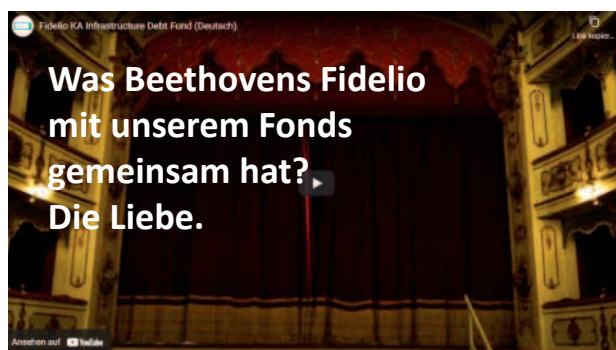 Fidelio KA Infrastructure Debt Fund (Deutsch)
Link kopier...
Was Beethovens Fidelio
mit unserem Fonds
gemeinsam hat?
Die Liebe.
Ansehen auf YouTube